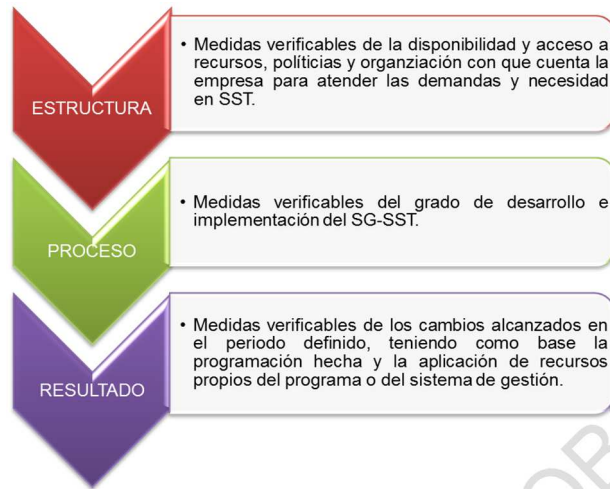 ESTRUCTURA
• Medidas verificables de la disponibilidad y acceso a
recursos, políticias y organziación con que cuenta la
empresa para atender las demandas y necesidad
en SST.
PROCESO
• Medidas verificables del grado de desarrollo e
implementación del SG-SST.
RESULTADO
• Medidas verificables de los cambios alcanzados en
el periodo definido, teniendo como base la
programación hecha y la aplicación de recursos
propios del programa o del sistema de gestión.
OB